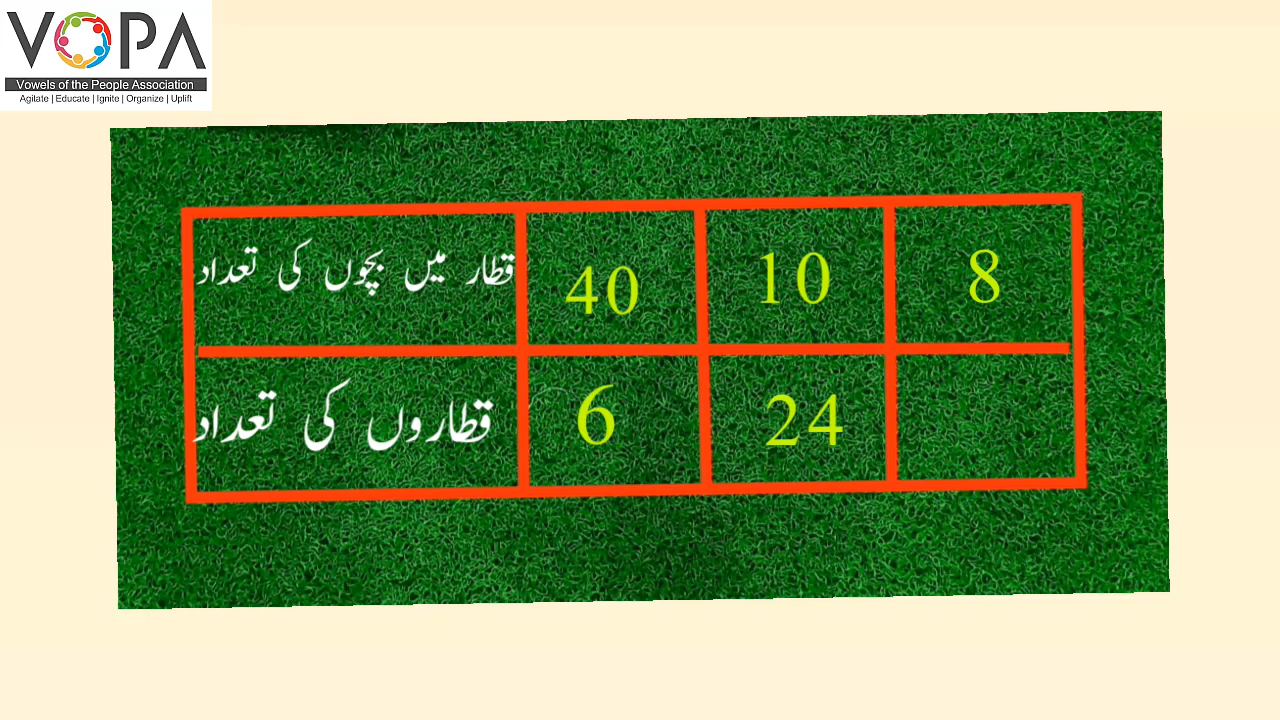 VOPA
Vowels of the People Association
Agitate | Educate | Ignite | Organize | Uplift
قطار میں بچوں کی تعداد 40 10 8
قطاروں کی تعداد 6 24